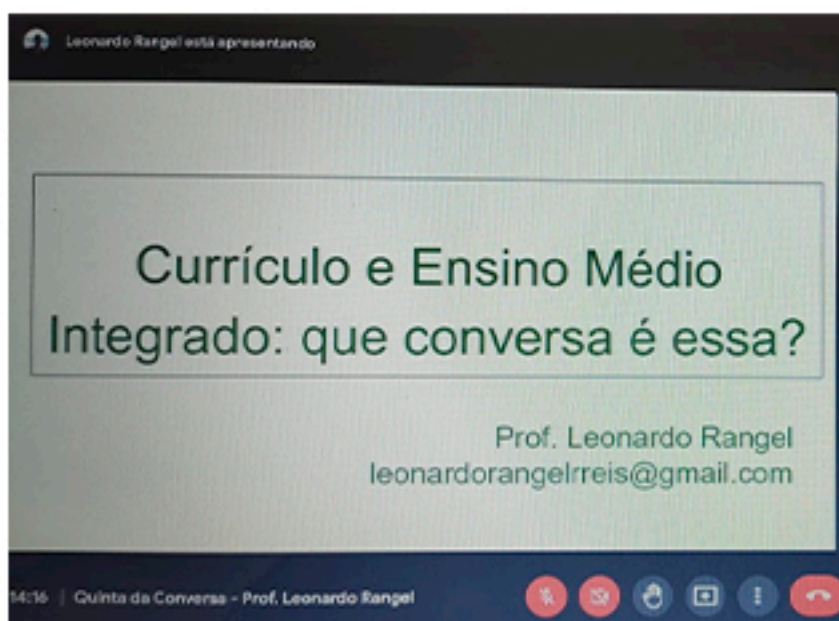 Leonardo Rangel está apresentando
Currículo e Ensino Médio
Integrado: que conversa é essa?
Prof. Leonardo Rangel
leonardorangelrreis@gmail.com
14:16 | Quinta da Conversa - Prof. Leonardo Rangel